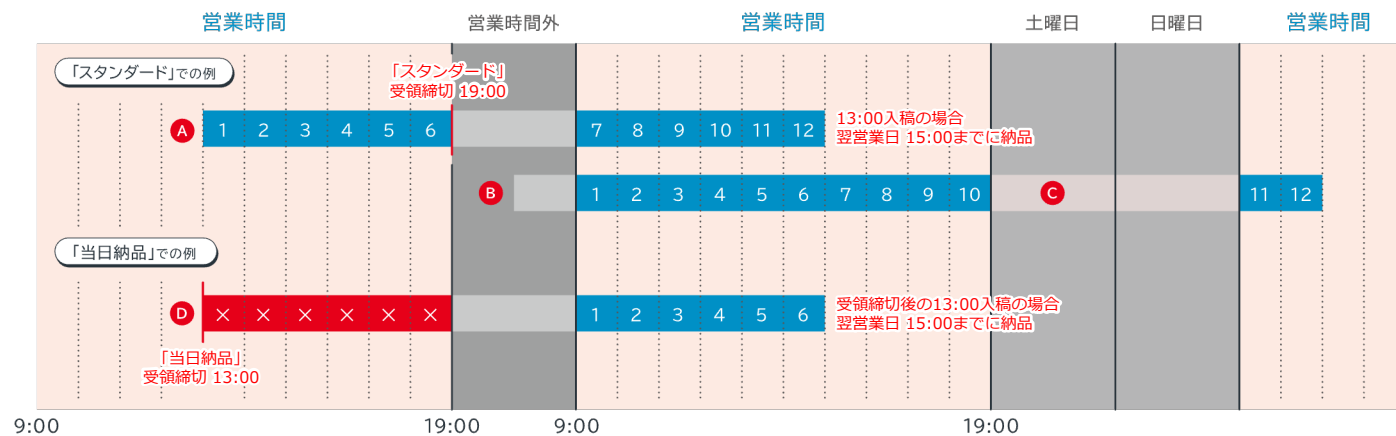 営業時間 営業時間外 営業時間 土曜日 日曜日 営業時間
「スタンダード」での例
「スタンダード」
受領締切 19:00
A 1 2 3 4 5 6 7 8 9 10 11 12
13:00入稿の場合
翌営業日 15:00までに納品
B 1 2 3 4 5 6 7 8 9 10 C 11 12
「当日納品」での例
D × × × × × × 1 2 3 4 5 6
受領締切後の13:00入稿の場合
翌営業日 15:00までに納品
「当日納品」
受領締切 13:00
9:00 19:00 9:00 19:00